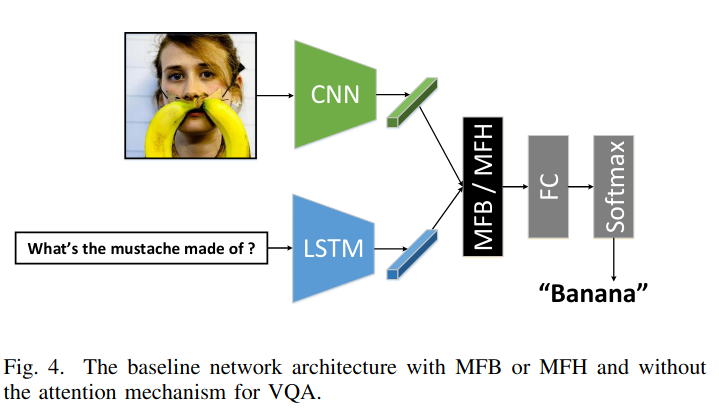 CNN
MFB / MFH
FC
Softmax
What's the mustache made of ?
LSTM
“Banana”
Fig. 4. The baseline network architecture with MFB or MFH and without
the attention mechanism for VQA.